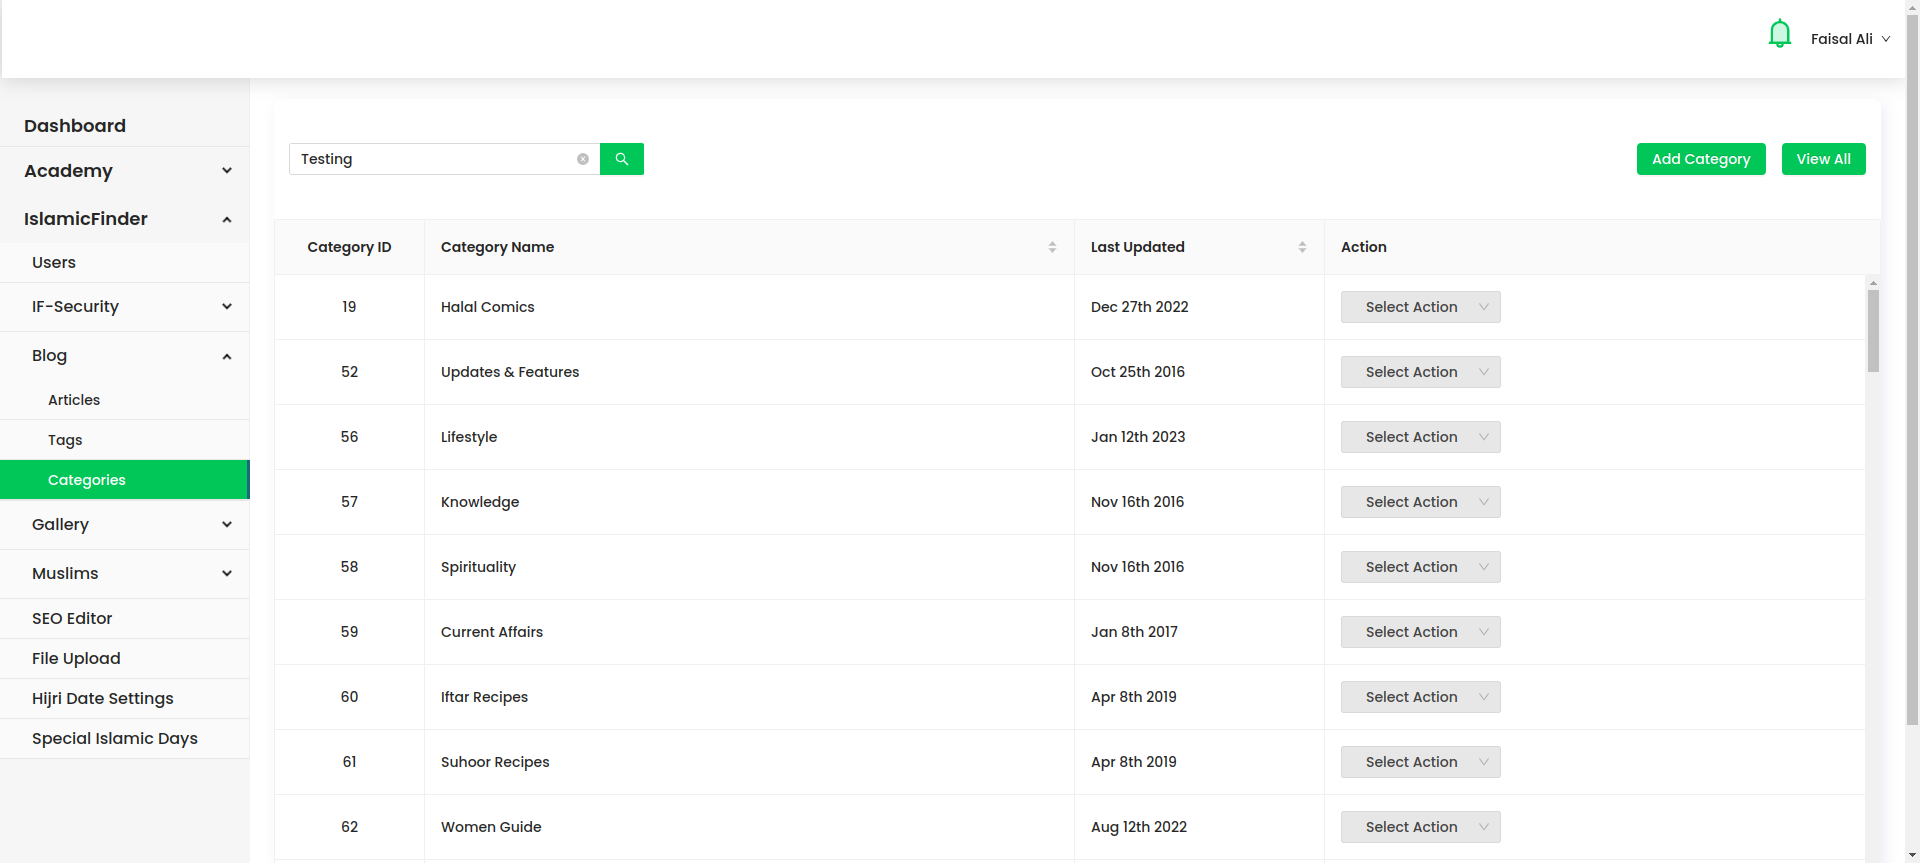 Faisal Ali
Dashboard
Academy
IslamicFinder
Users
IF-Security
Blog
Articles
Tags
Categories
Gallery
Muslims
SEO Editor
File Upload
Hijri Date Settings
Special Islamic Days
Testing
Add Category View All
Category ID Category Name Last Updated Action
19 Halal Comics Dec 27th 2022 Select Action
52 Updates & Features Oct 25th 2016 Select Action
56 Lifestyle Jan 12th 2023 Select Action
57 Knowledge Nov 16th 2016 Select Action
58 Spirituality Nov 16th 2016 Select Action
59 Current Affairs Jan 8th 2017 Select Action
60 Iftar Recipes Apr 8th 2019 Select Action
61 Suhoor Recipes Apr 8th 2019 Select Action
62 Women Guide Aug 12th 2022 Select Action